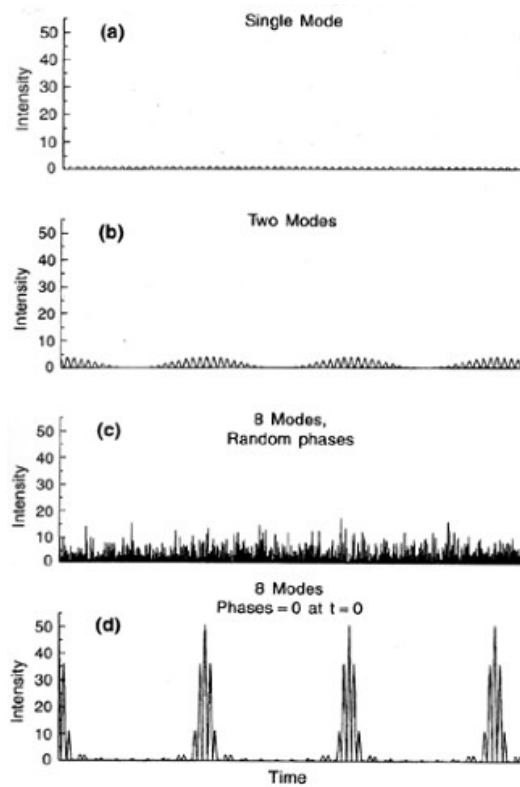 (a)
Single Mode
50
40
30
20
10
0
Intensity
(b)
Two Modes
50
40
30
20
10
0
Intensity
(c)
8 Modes,
Random phases
50
40
30
20
10
0
Intensity
(d)
8 Modes
Phases = 0 at t = 0
50
40
30
20
10
0
Intensity
Time